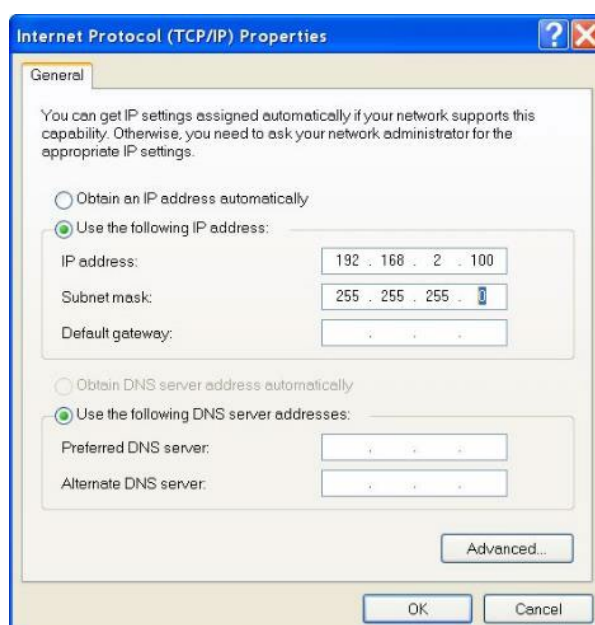 Internet Protocol (TCP/IP) Properties
General
You can get IP settings assigned automatically if your network supports this
capability. Otherwise, you need to ask your network administrator for the
appropriate IP settings.
Obtain an IP address automatically
Use the following IP address:
IP address: 192 . 168 . 2 . 100
Subnet mask: 255 . 255 . 255 . 0
Default gateway: . . .
Obtain DNS server address automatically
Use the following DNS server addresses:
Preferred DNS server: . . .
Alternate DNS server: . . .
Advanced...
OK Cancel